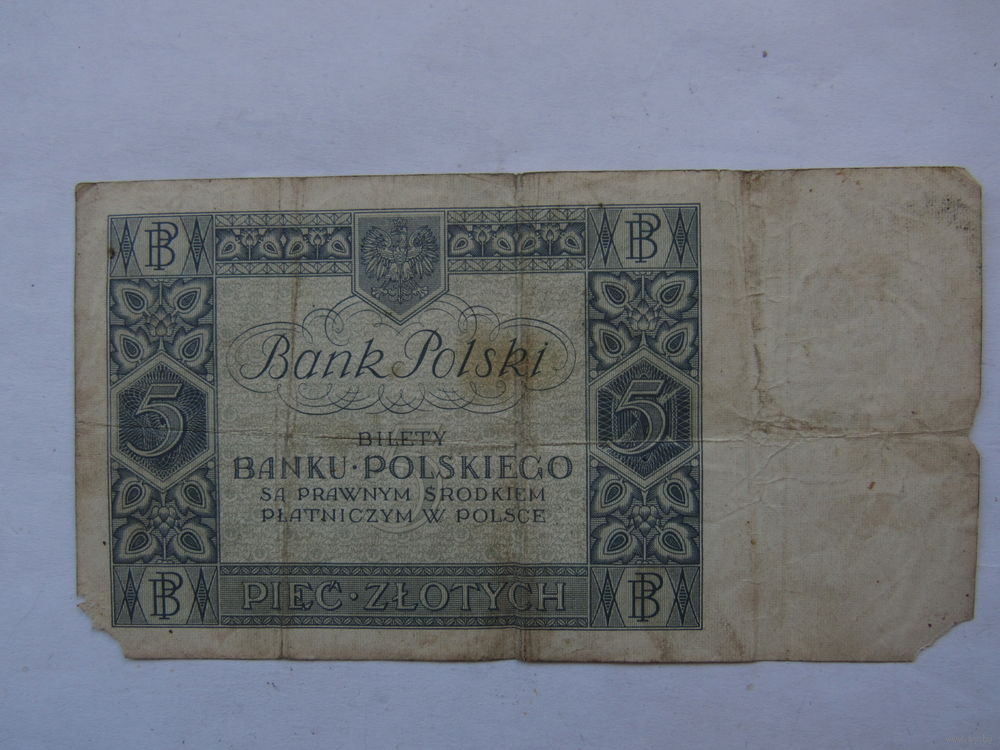 BP BP
Bank Polski
5 5
BILETY
BANKU·POLSKIEGO
SĄ PRAWNYM ŚRODKIEM
PŁATNICZYM W POLSCE
BP PIĘĆ·ZŁOTYCH BP